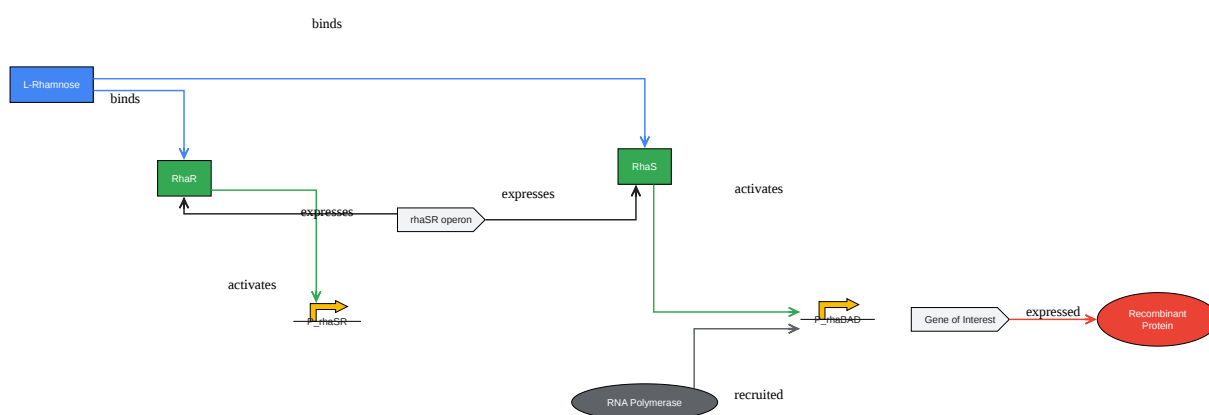 binds
L-Rhamnose
binds
RhaR
RhaS
expresses
activates
expresses
rhaSR operon
activates
P_rhaSR
P_rhaBAD
Gene of Interest
expressed
Recombinant
Protein
RNA Polymerase
recruited